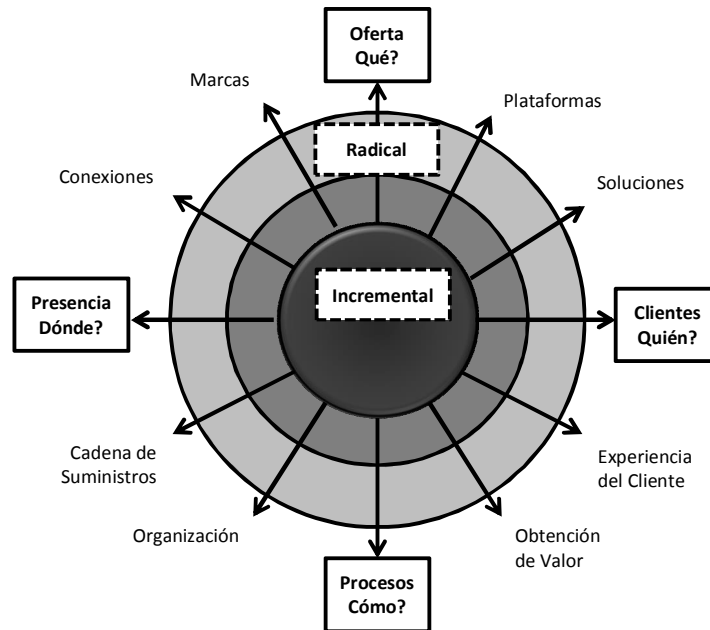 Oferta
Qué?
Marcas
Plataformas
Radical
Conexiones
Soluciones
Incremental
Presencia
Dónde?
Clientes
Quién?
Cadena de
Suministros
Experiencia
del Cliente
Organización
Obtención
de Valor
Procesos
Cómo?